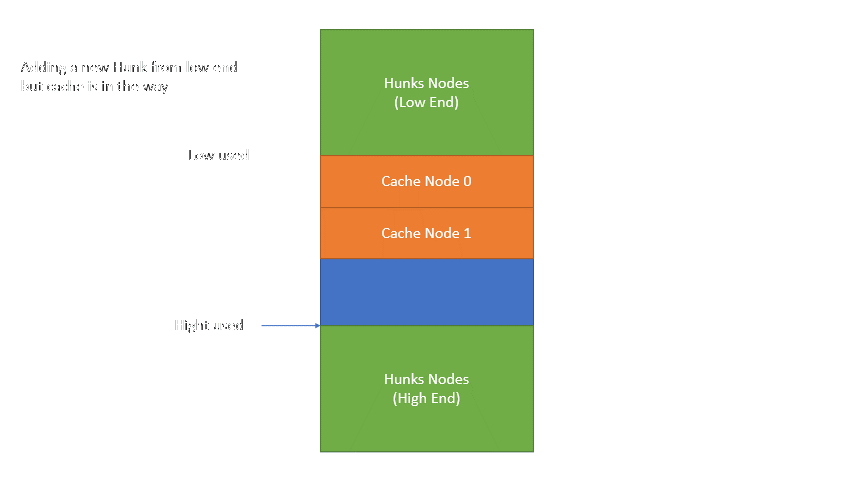 Adding a new Hunk from low end
but cache is in the way
Hunks Nodes
(Low End)
Low used
Cache Node 0
Cache Node 1
Hight used
Hunks Nodes
(High End)